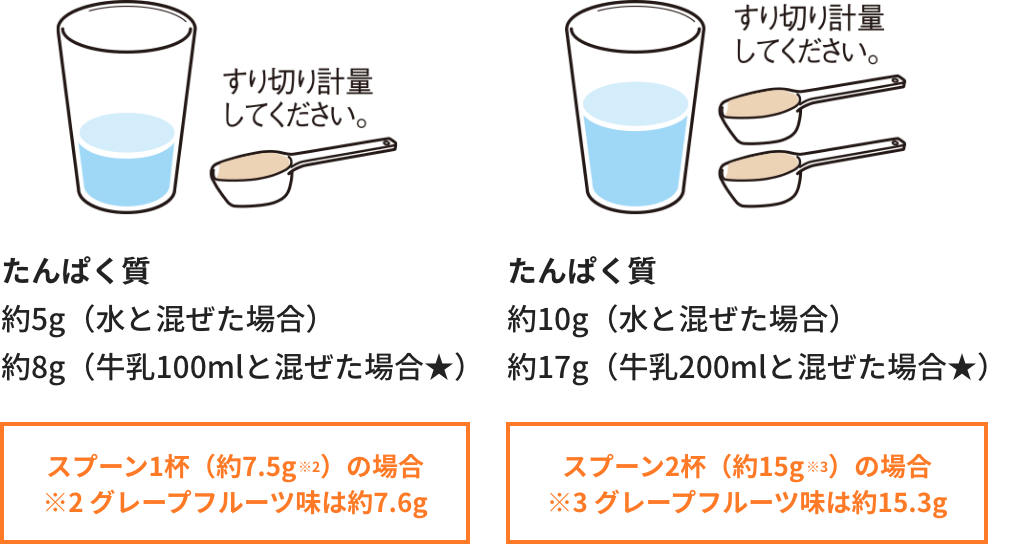 すり切り計量
してください。
たんぱく質
約5g（水と混ぜた場合）
約8g（牛乳100mlと混ぜた場合★）
スプーン1杯（約7.5g※2）の場合
※2 グレープフルーツ味は約7.6g
すり切り計量
してください。
たんぱく質
約10g（水と混ぜた場合）
約17g（牛乳200mlと混ぜた場合★）
スプーン2杯（約15g※3）の場合
※3 グレープフルーツ味は約15.3g